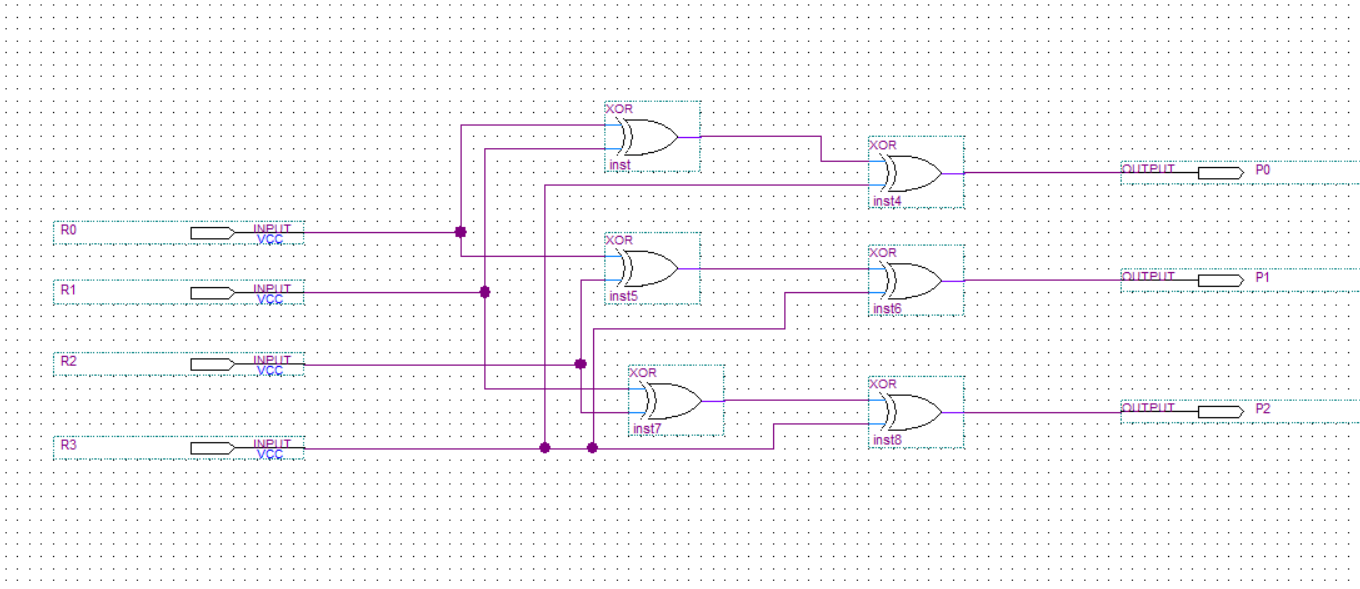 XOR
inst
XOR
inst4
OUTPUT
P0
R0
INPUT
VCC
XOR
inst5
XOR
inst6
OUTPUT
P1
R1
INPUT
VCC
R2
INPUT
VCC
XOR
inst7
XOR
inst8
OUTPUT
P2
R3
INPUT
VCC